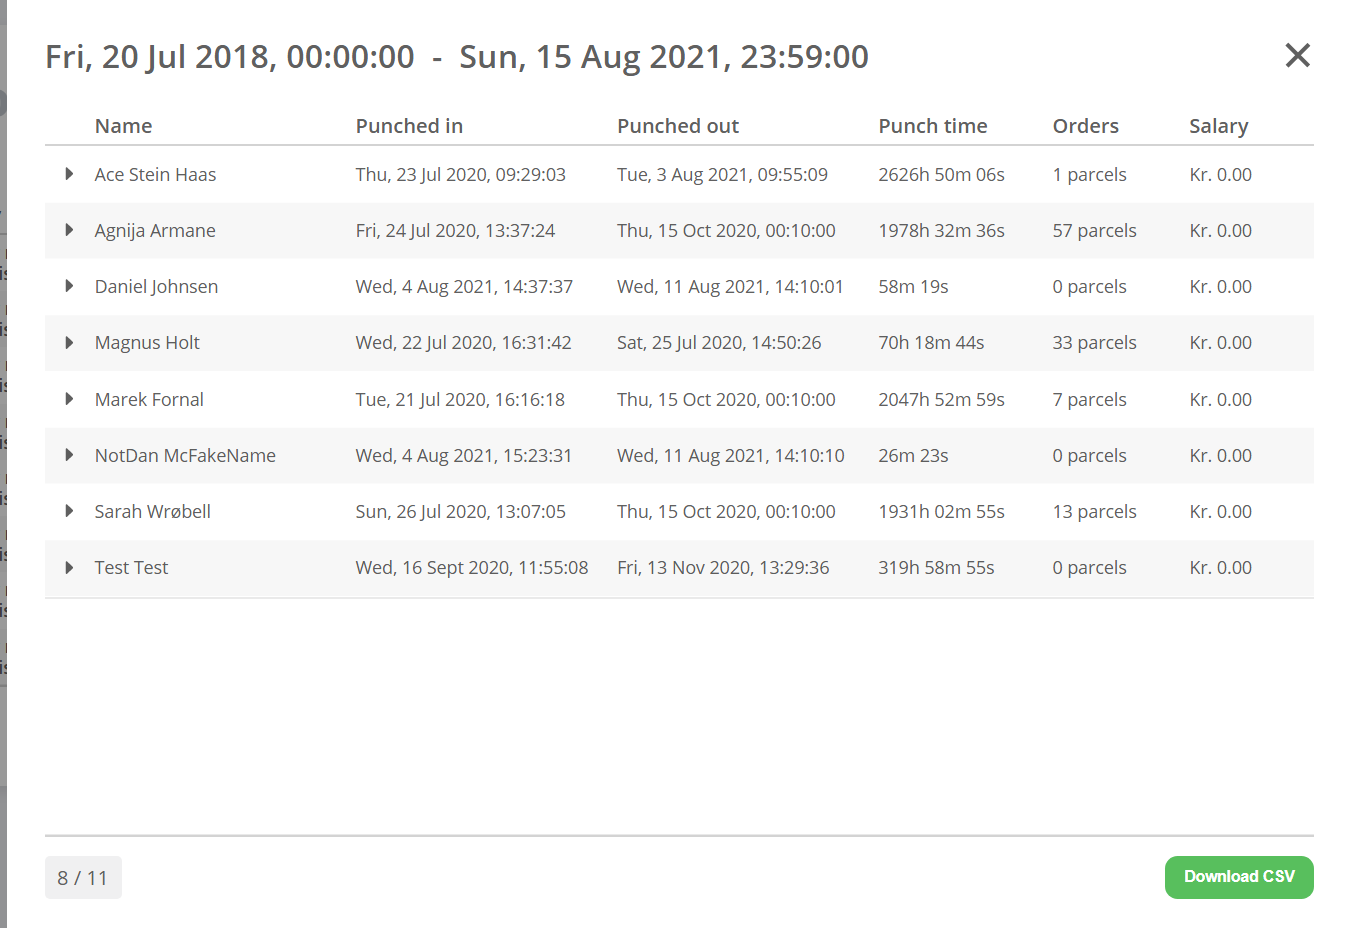 Fri, 20 Jul 2018, 00:00:00 - Sun, 15 Aug 2021, 23:59:00
Name Punched in Punched out Punch time Orders Salary
Ace Stein Haas Thu, 23 Jul 2020, 09:29:03 Tue, 3 Aug 2021, 09:55:09 2626h 50m 06s 1 parcels Kr. 0.00
Agnija Armane Fri, 24 Jul 2020, 13:37:24 Thu, 15 Oct 2020, 00:10:00 1978h 32m 36s 57 parcels Kr. 0.00
Daniel Johnsen Wed, 4 Aug 2021, 14:37:37 Wed, 11 Aug 2021, 14:10:01 58m 19s 0 parcels Kr. 0.00
Magnus Holt Wed, 22 Jul 2020, 16:31:42 Sat, 25 Jul 2020, 14:50:26 70h 18m 44s 33 parcels Kr. 0.00
Marek Fornal Tue, 21 Jul 2020, 16:16:18 Thu, 15 Oct 2020, 00:10:00 2047h 52m 59s 7 parcels Kr. 0.00
NotDan McFakeName Wed, 4 Aug 2021, 15:23:31 Wed, 11 Aug 2021, 14:10:10 26m 23s 0 parcels Kr. 0.00
Sarah Wrøbell Sun, 26 Jul 2020, 13:07:05 Thu, 15 Oct 2020, 00:10:00 1931h 02m 55s 13 parcels Kr. 0.00
Test Test Wed, 16 Sept 2020, 11:55:08 Fri, 13 Nov 2020, 13:29:36 319h 58m 55s 0 parcels Kr. 0.00
8 / 11
Download CSV